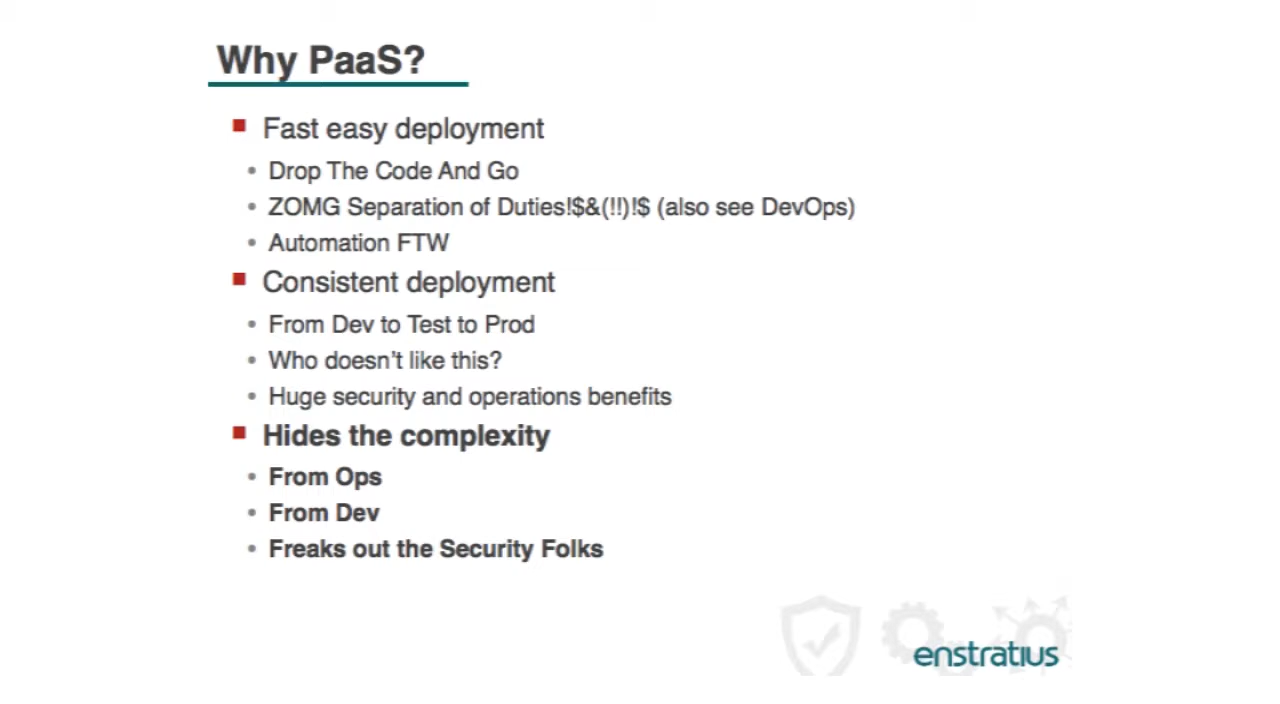 Why PaaS?
Fast easy deployment
Drop The Code And Go
ZOMG Separation of Duties!$&(!!)!$ (also see DevOps)
Automation FTW
Consistent deployment
From Dev to Test to Prod
Who doesn't like this?
Huge security and operations benefits
Hides the complexity
From Ops
From Dev
Freaks out the Security Folks
enstratius